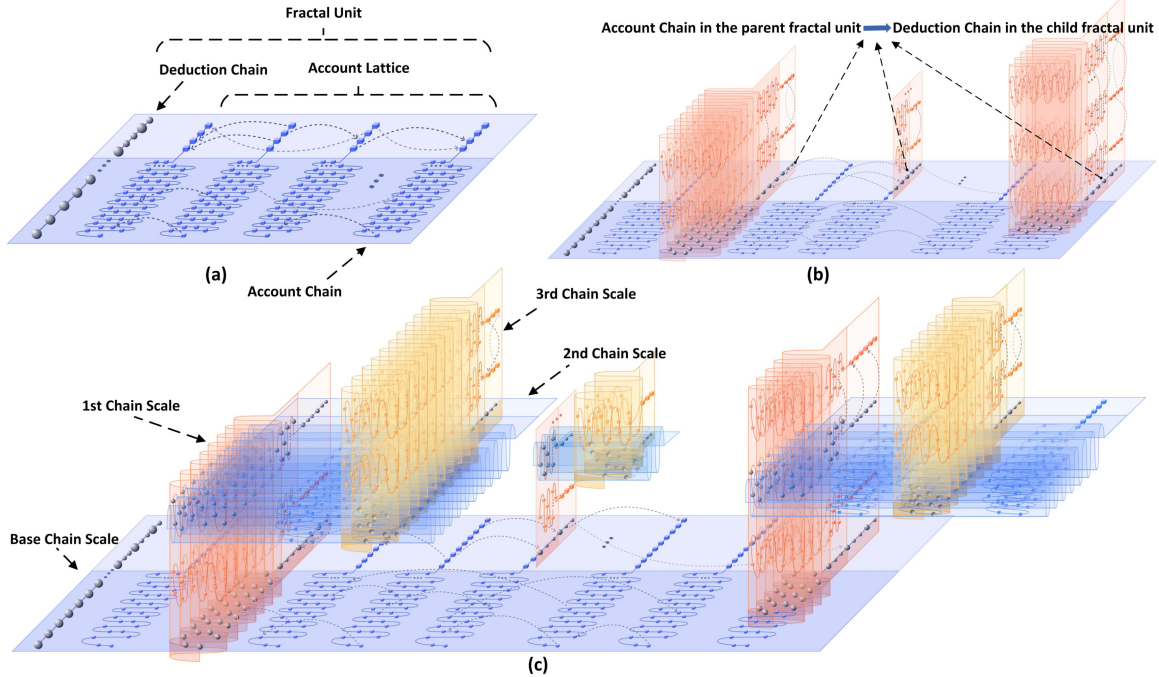 Fractal Unit
Deduction Chain
Account Lattice
(a)
Account Chain
Account Chain in the parent fractal unit
Deduction Chain in the child fractal unit
(b)
3rd Chain Scale
2nd Chain Scale
1st Chain Scale
Base Chain Scale
(c)